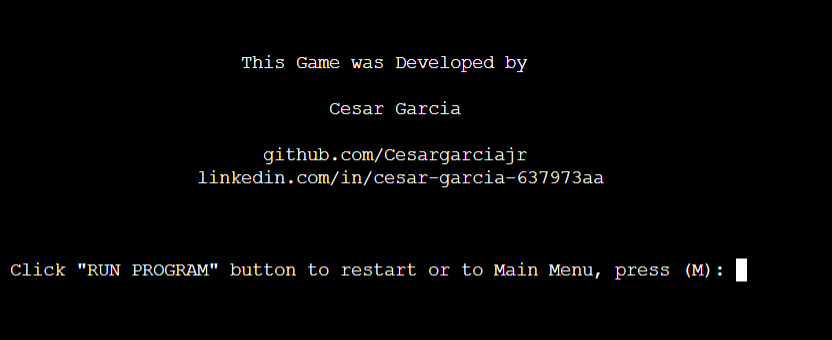 This Game was Developed by
Cesar Garcia
github.com/Cesargarciajr
linkedin.com/in/cesar-garcia-637973aa
Click "RUN PROGRAM" button to restart or to Main Menu, press (M):